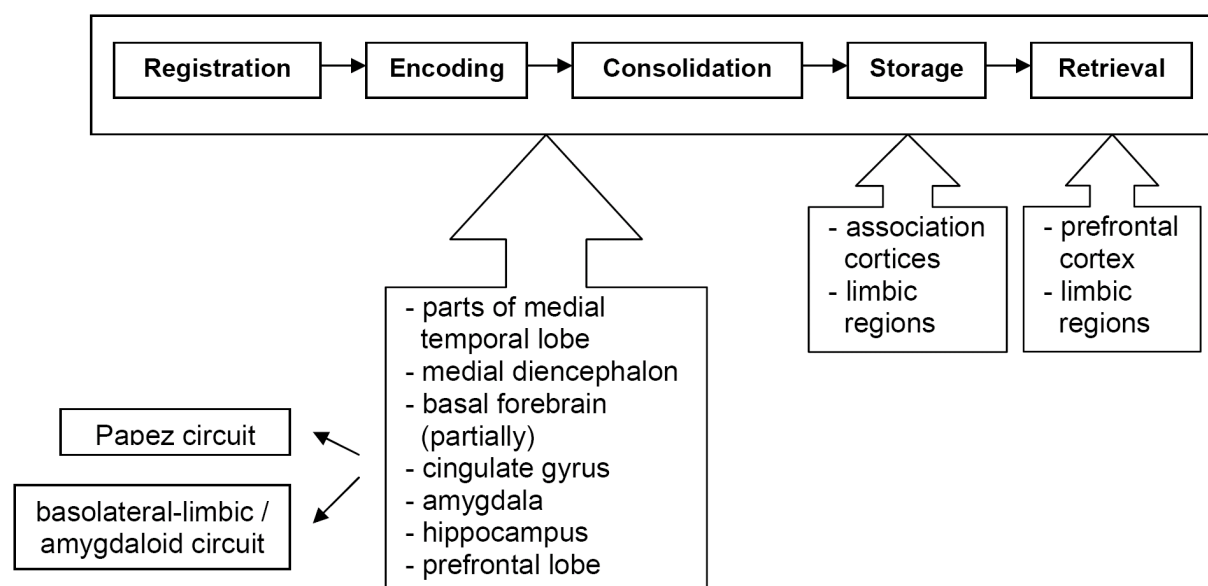 Registration
Encoding
Consolidation
Storage
Retrieval
- association
cortices
- limbic
regions
- prefrontal
cortex
- limbic
regions
- parts of medial
temporal lobe
- medial diencephalon
- basal forebrain
(partially)
- cingulate gyrus
- amygdala
- hippocampus
- prefrontal lobe
Papez circuit
basolateral-limbic /
amygdaloid circuit